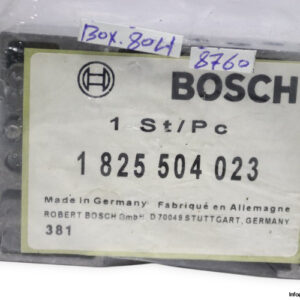 Box. 80H
8760
BOSCH
1 St/Pc
1 825 504 023
Made in Germany Fabriqué en Allemagne
ROBERT BOSCH GmbH. D 70049 STUTTGART, GERMANY
381